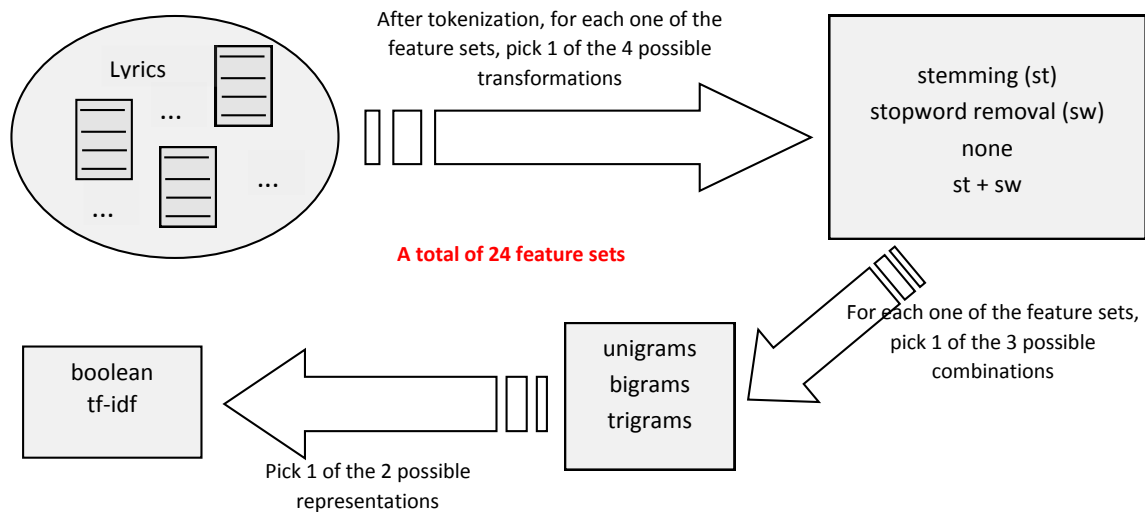 Lyrics
...
...
...
After tokenization, for each one of the
feature sets, pick 1 of the 4 possible
transformations
stemming (st)
stopword removal (sw)
none
st + sw
A total of 24 feature sets
For each one of the feature sets,
pick 1 of the 3 possible
combinations
unigrams
bigrams
trigrams
boolean
tf-idf
Pick 1 of the 2 possible
representations